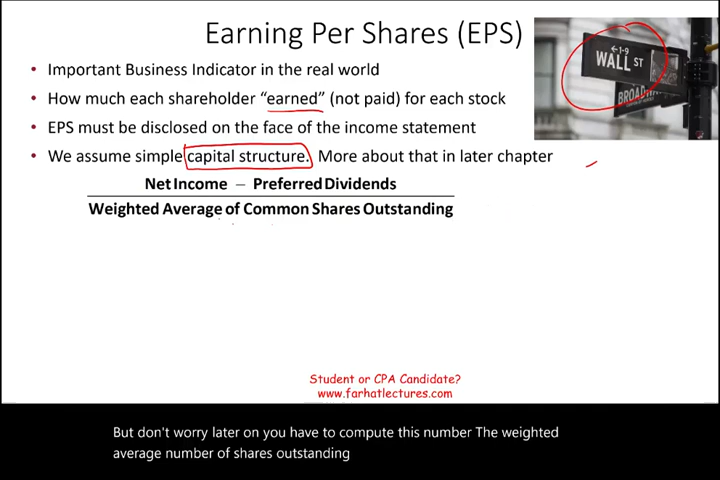 Earning Per Shares (EPS)
←1-9
WALL ST
BROAD
• Important Business Indicator in the real world
• How much each shareholder “earned” (not paid) for each stock
• EPS must be disclosed on the face of the income statement
• We assume simple capital structure. More about that in later chapter
Net Income – Preferred Dividends
Weighted Average of Common Shares Outstanding
Student or CPA Candidate?
www.farhatlectures.com
But don't worry later on you have to compute this number The weighted
average number of shares outstanding